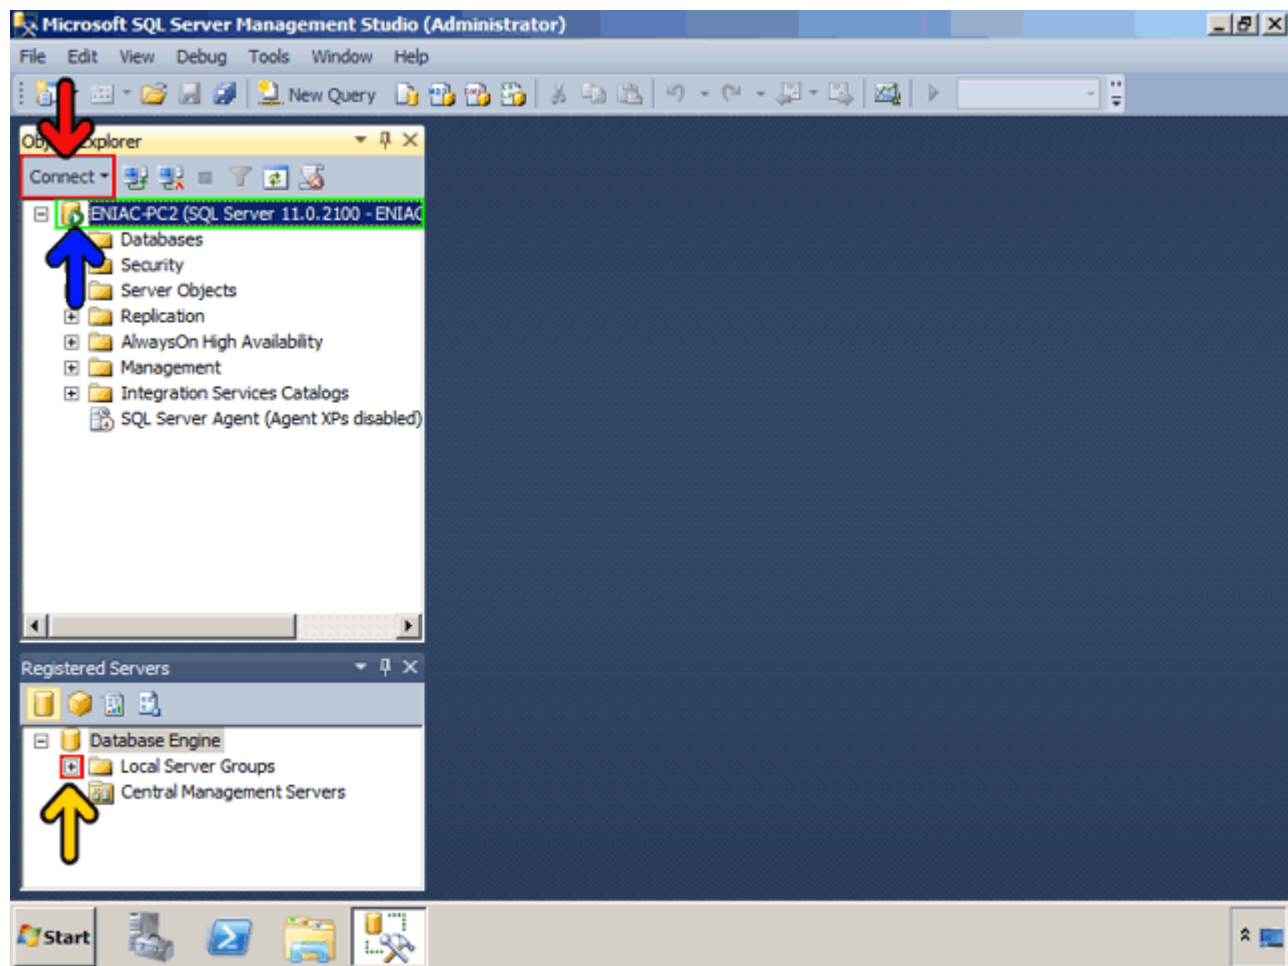 Microsoft SQL Server Management Studio (Administrator)
File Edit View Debug Tools Window Help
New Query
Object Explorer
Connect
ENIAC-PC2 (SQL Server 11.0.2100 - ENIAC
Databases
Security
Server Objects
Replication
AlwaysOn High Availability
Management
Integration Services Catalogs
SQL Server Agent (Agent XPs disabled)
Registered Servers
Database Engine
Local Server Groups
Central Management Servers
Start